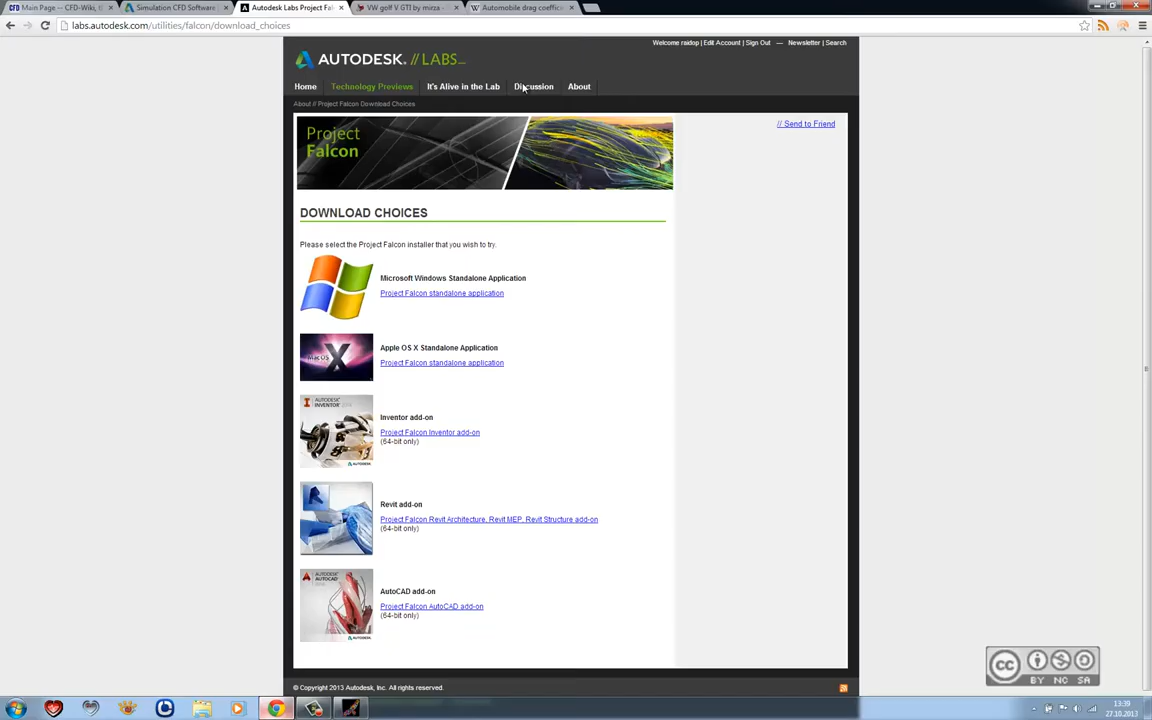 CFD Main Page -- CFD-Wiki, t
Simulation CFD Software
Autodesk Labs Project Fal
VW golf V GTI by mirza
Automobile drag coeffici
labs.autodesk.com/utilities/falcon/download_choices
Welcome raidop | Edit Account | Sign Out — Newsletter | Search
AUTODESK. // LABS
Home Technology Previews It's Alive in the Lab Discussion About
About // Project Falcon Download Choices
Project
Falcon
// Send to Friend
DOWNLOAD CHOICES
Please select the Project Falcon installer that you wish to try.
Microsoft Windows Standalone Application
Project Falcon standalone application
MacOS X
Apple OS X Standalone Application
Project Falcon standalone application
AUTODESK
INVENTOR
Inventor add-on
Project Falcon Inventor add-on
(64-bit only)
AUTODESK
Revit add-on
Project Falcon Revit Architecture, Revit MEP, Revit Structure add-on
(64-bit only)
AUTODESK
AUTOCAD
AutoCAD add-on
Project Falcon AutoCAD add-on
(64-bit only)
AUTODESK
© Copyright 2013 Autodesk, Inc. All rights reserved.
cc
BY NC SA
13:39
27.10.2013